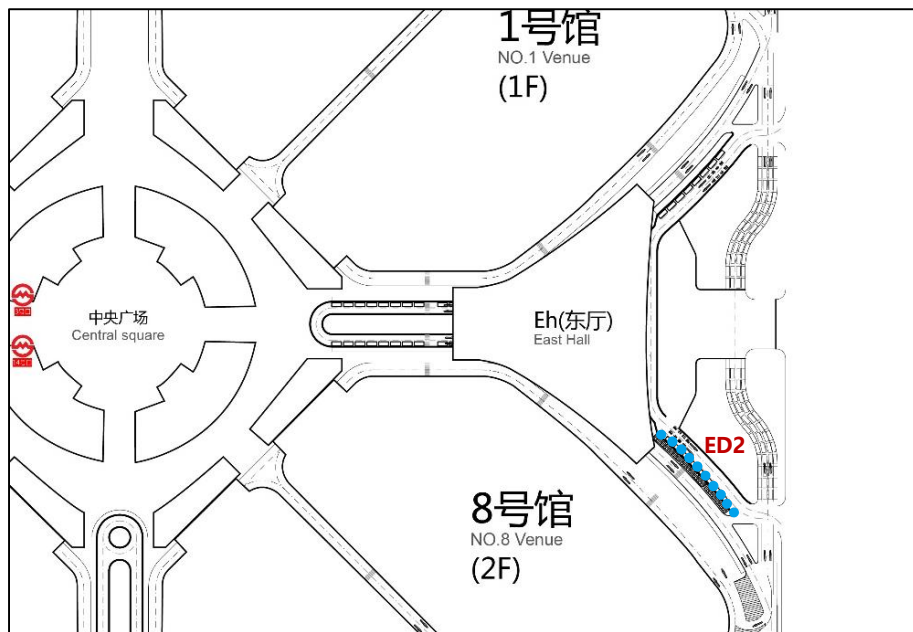 1号馆
NO.1 Venue
(1F)
中央广场
Central square
Eh(东厅)
East Hall
ED2
8号馆
NO.8 Venue
(2F)